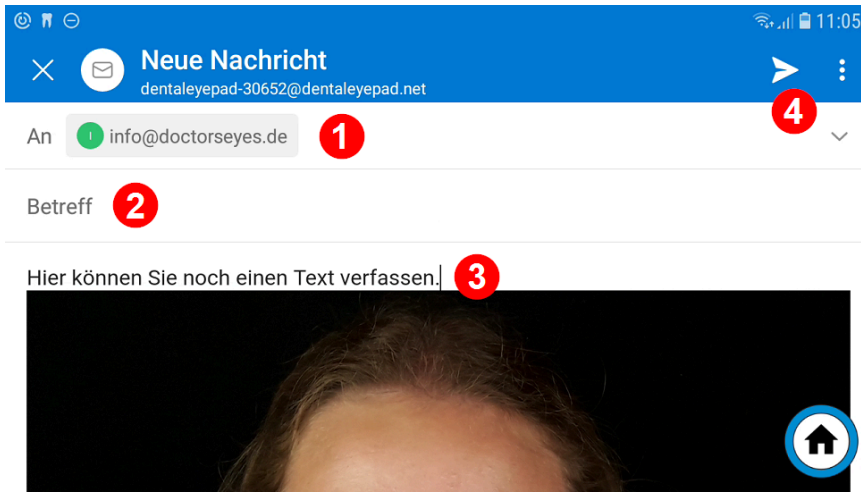 11:05
Neue Nachricht
dentaleyepad-30652@dentaleyepad.net
4
An I info@doctorseyes.de 1
Betreff 2
Hier können Sie noch einen Text verfassen. 3